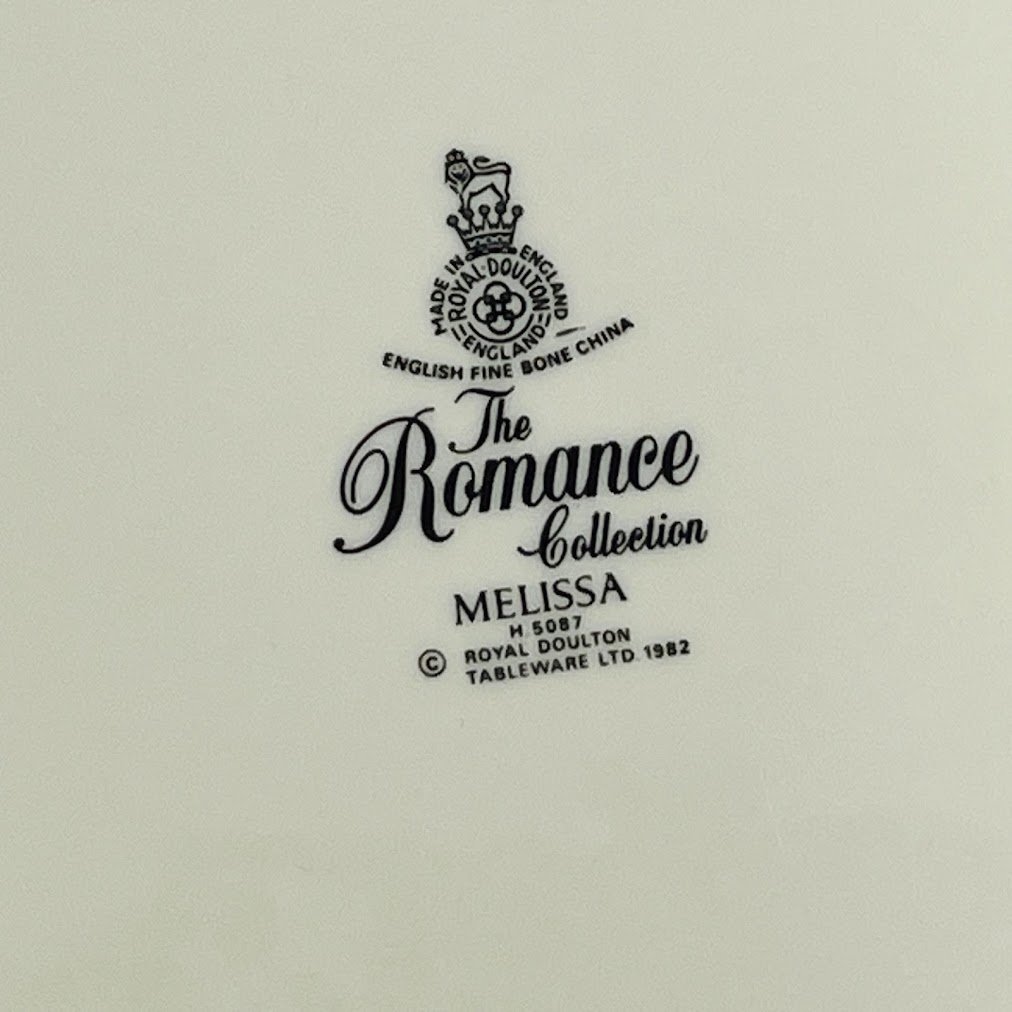 MADE IN ENGLAND
ROYAL·DOULTON
ENGLAND
ENGLISH FINE BONE CHINA
The
Romance
Collection
MELISSA
H. 5087
© ROYAL DOULTON
TABLEWARE LTD. 1982